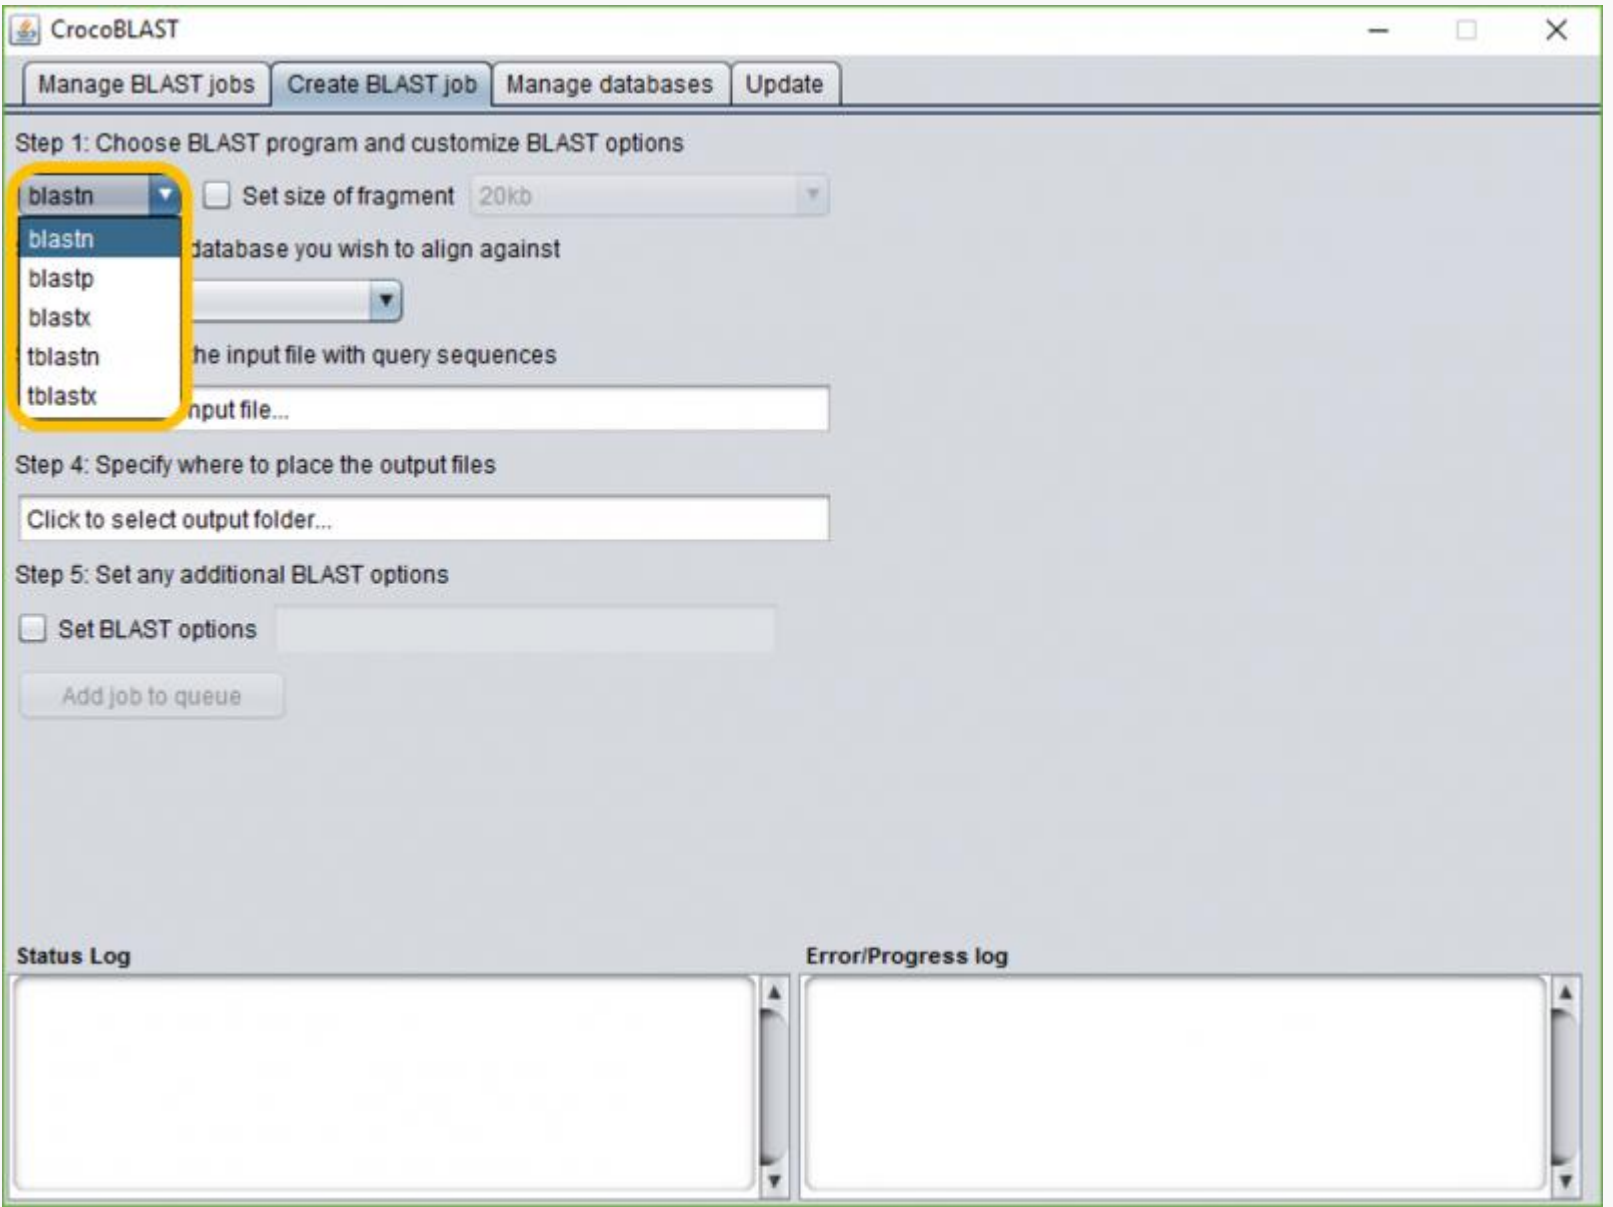 CrocoBLAST
Manage BLAST jobs
Create BLAST job
Manage databases
Update
Step 1: Choose BLAST program and customize BLAST options
blastn
Set size of fragment
20kb
blastn
database you wish to align against
blastp
blastx
tblastn
he input file with query sequences
tblastx
nput file...
Step 4: Specify where to place the output files
Click to select output folder...
Step 5: Set any additional BLAST options
Set BLAST options
Add job to queue
Status Log
Error/Progress log